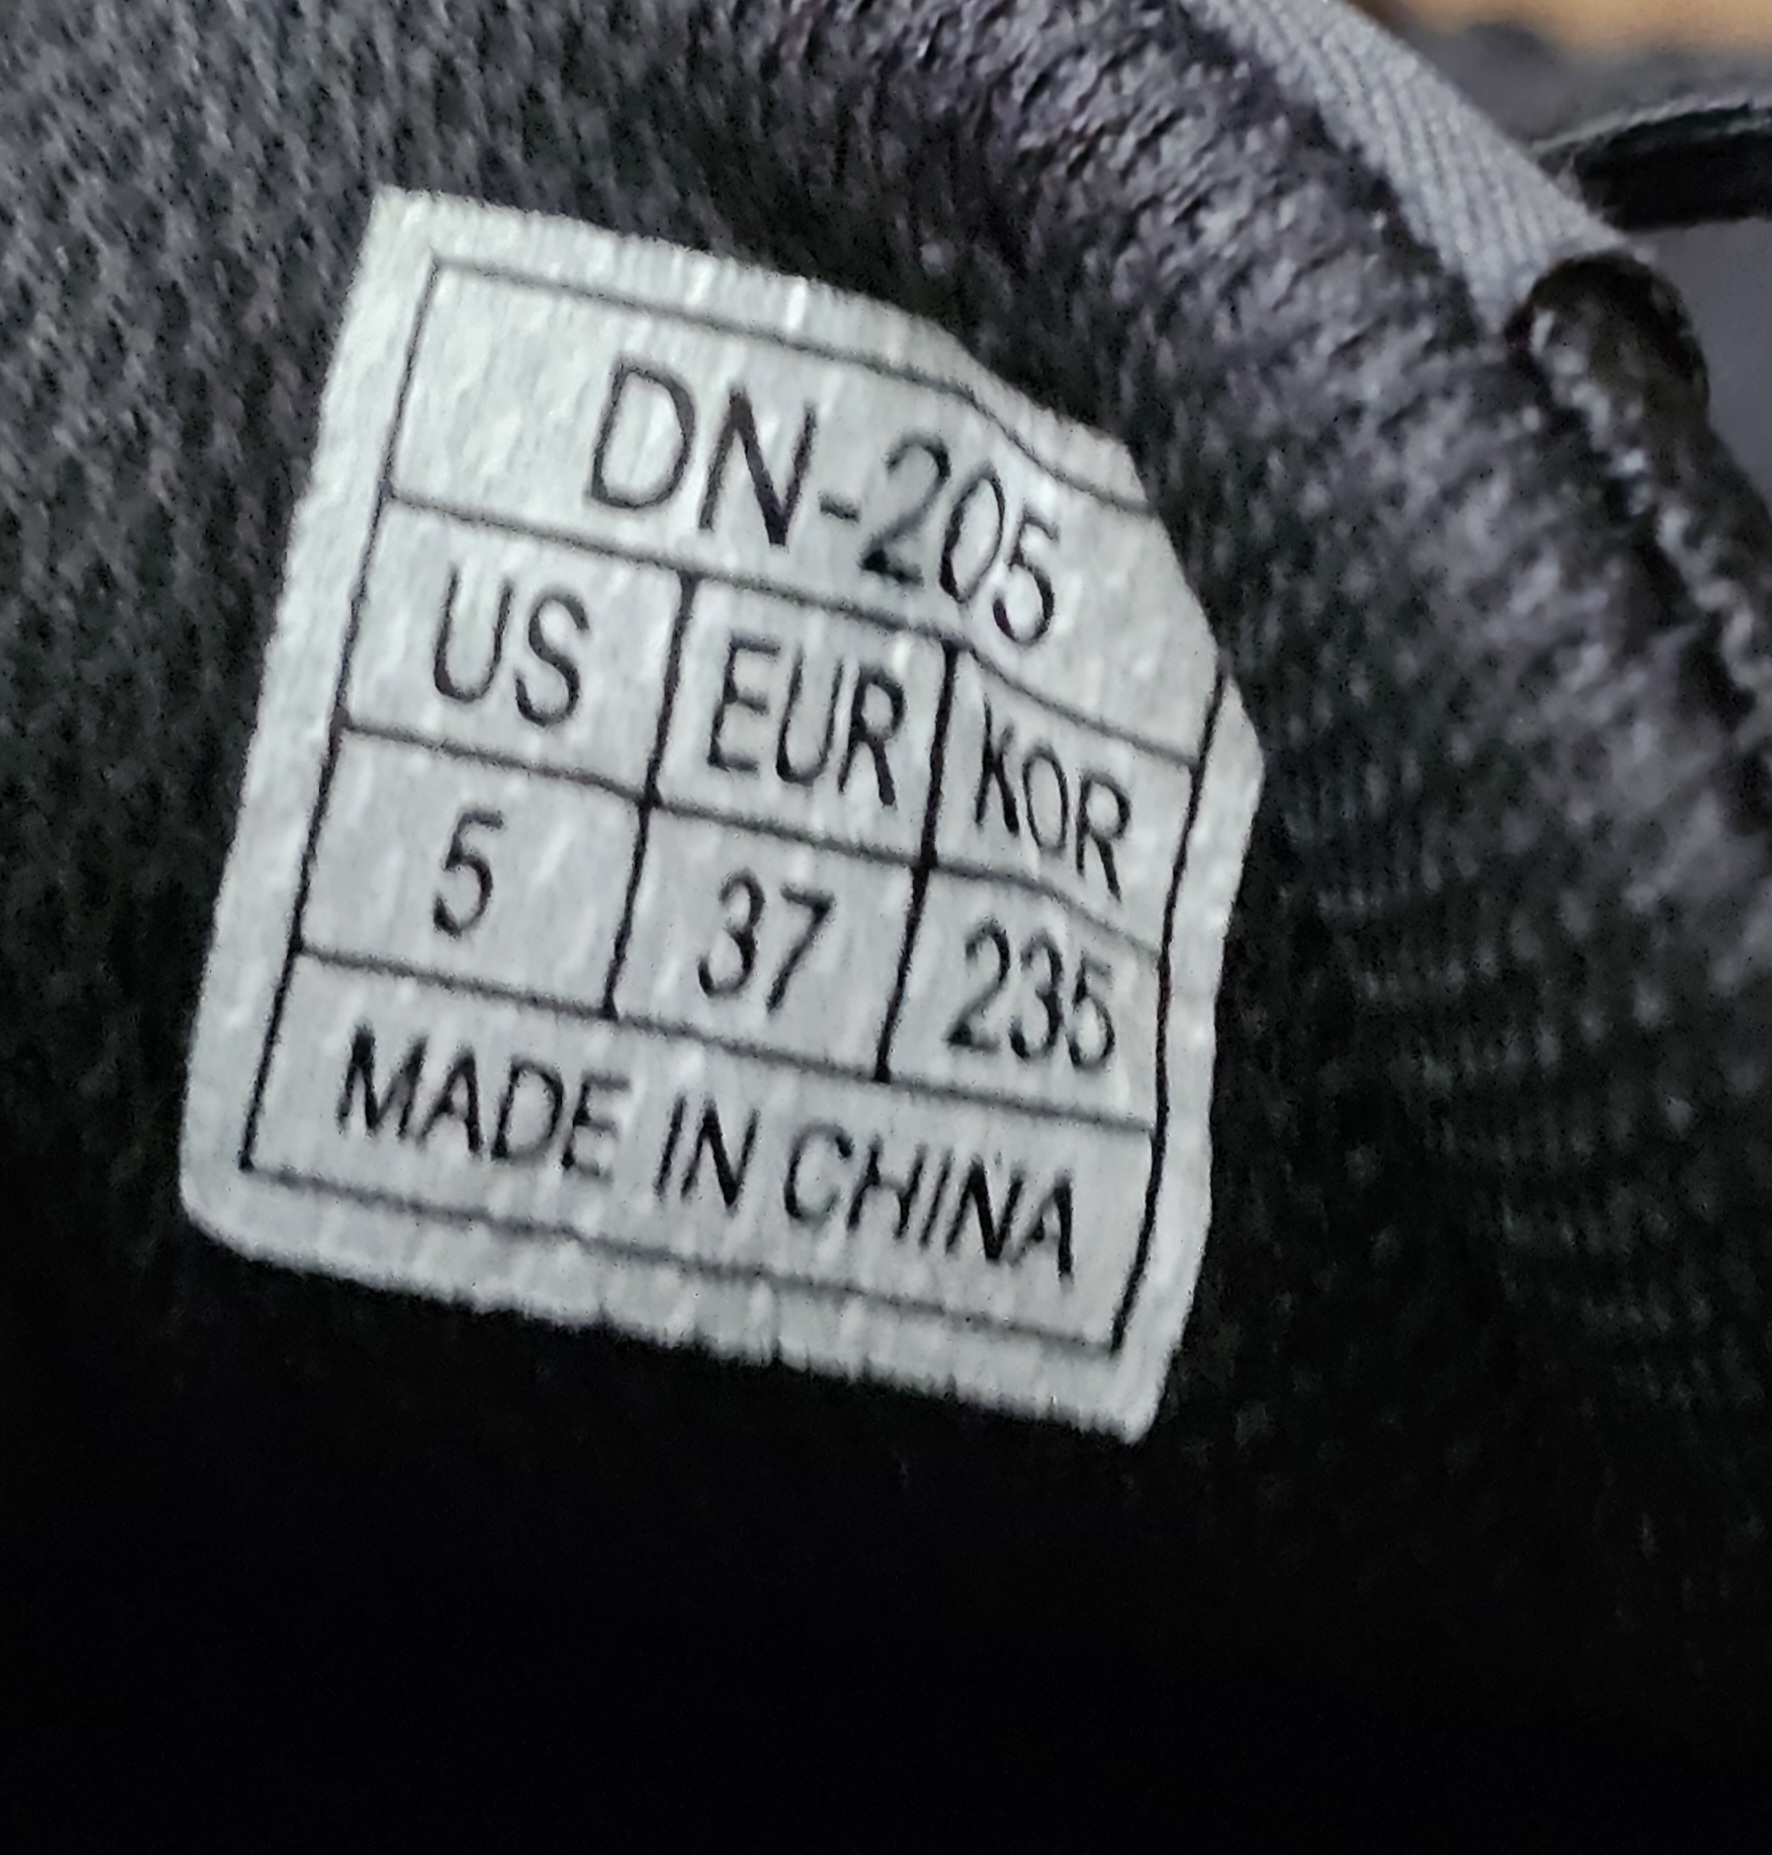 DN-205
US EUR KOR
5 37 235
MADE IN CHINA